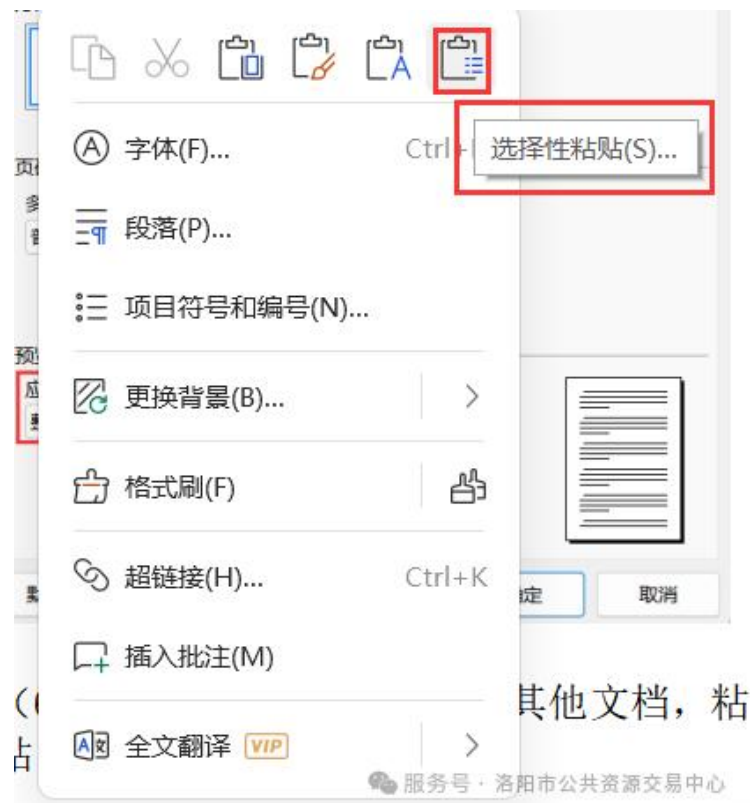 字体(F)... Ctrl+
选择性粘贴(S)...
段落(P)...
项目符号和编号(N)...
更换背景(B)...
格式刷(F)
超链接(H)... Ctrl+K
取消
插入批注(M)
其他文档，粘
全文翻译 VIP
服务号 · 洛阳市公共资源交易中心